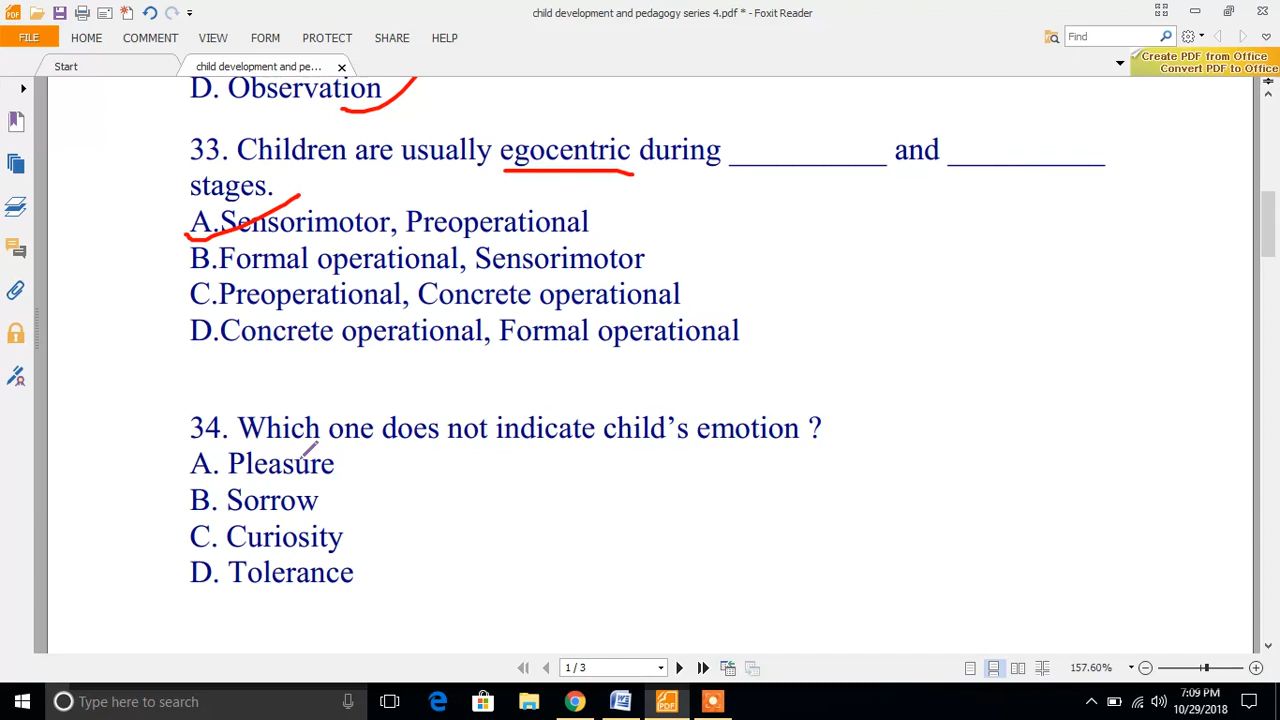 child development and pedagogy series 4.pdf * - Foxit Reader
FILE HOME COMMENT VIEW FORM PROTECT SHARE HELP
Find
Start
child development and pe...
Create PDF from Office
Convert PDF to Office
D. Observation
33. Children are usually egocentric during __________ and __________
stages.
A.Sensorimotor, Preoperational
B.Formal operational, Sensorimotor
C.Preoperational, Concrete operational
D.Concrete operational, Formal operational
34. Which one does not indicate child’s emotion ?
A. Pleasure
B. Sorrow
C. Curiosity
D. Tolerance
1 / 3
157.60%
Type here to search
7:09 PM
10/29/2018